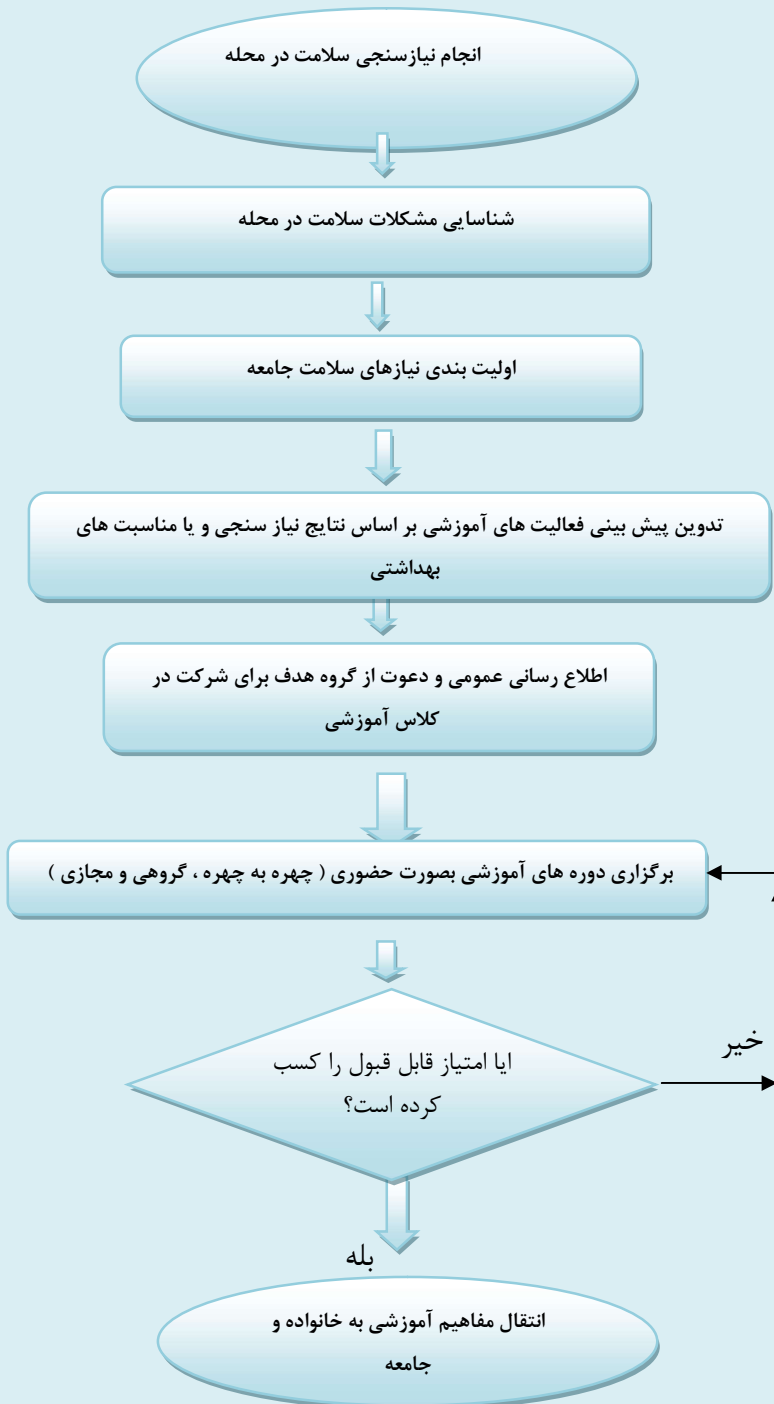 انجام نیازسنجی سلامت در محله
شناسایی مشکلات سلامت در محله
اولیت بندی نیازهای سلامت جامعه
تدوین پیش بینی فعالیت های آموزشی بر اساس نتایج نیاز سنجی و یا مناسبت های
بهداشتی
اطلاع رسانی عمومی و دعوت از گروه هدف برای شرکت در
کلاس آموزشی
برگزاری دوره های آموزشی بصورت حضوری ( چهره به چهره ، گروهی و مجازی )
ایا امتیاز قابل قبول را کسب
کرده است؟
خیر
بله
انتقال مفاهیم آموزشی به خانواده و
جامعه